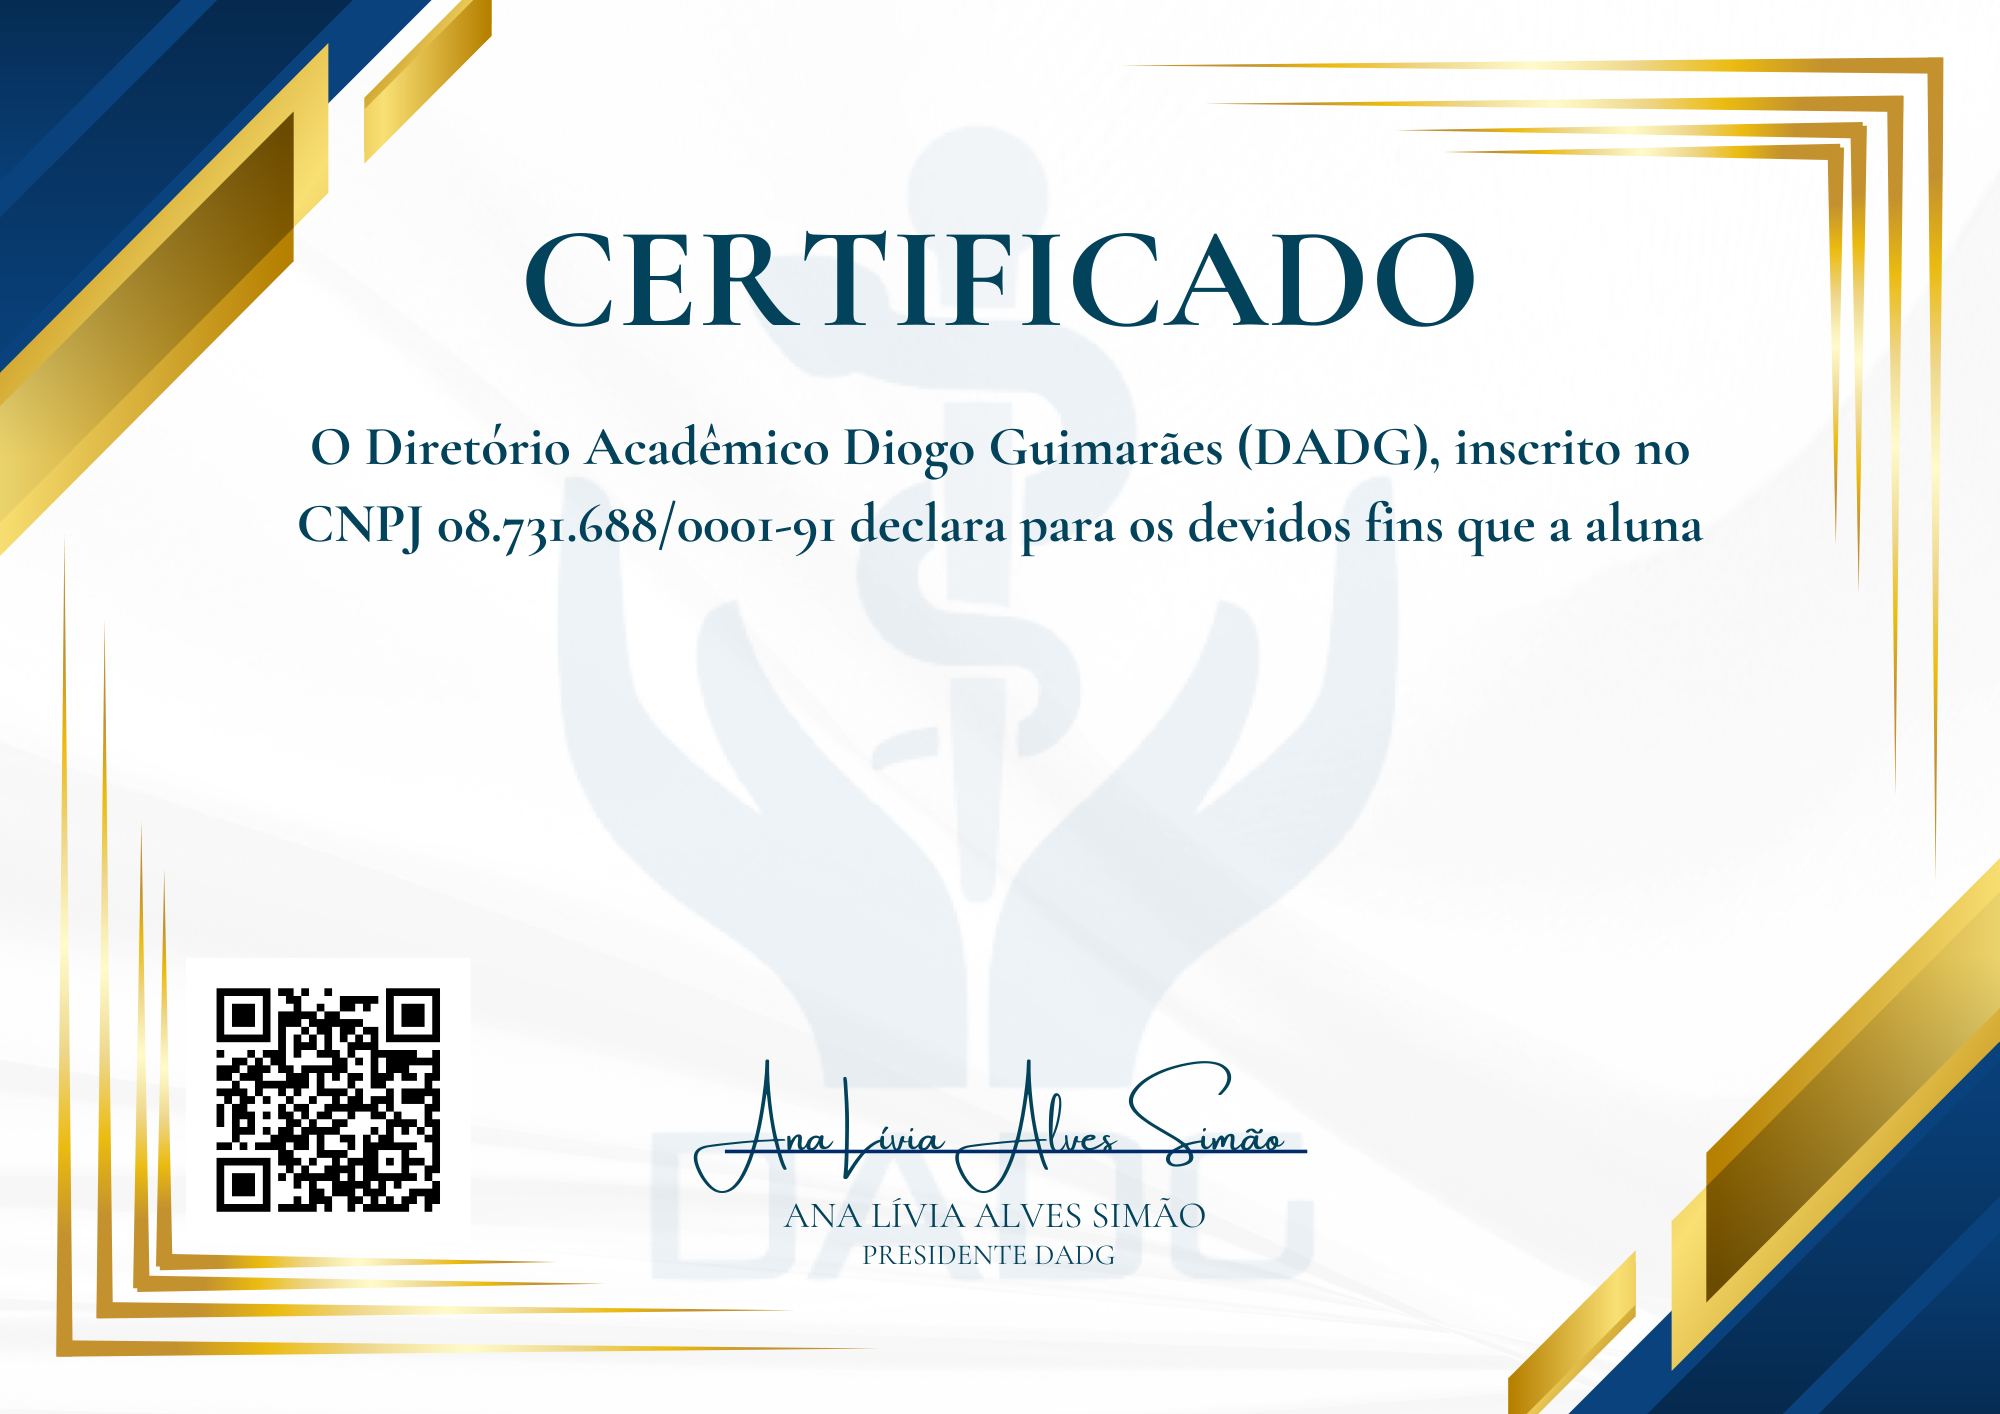 CERTIFICADO
O Diretório Acadêmico Diogo Guimarães (DADG), inscrito no
CNPJ 08.731.688/0001-91 declara para os devidos fins que a aluna
Ana Lívia Alves Simão
ANA LÍVIA ALVES SIMÃO
PRESIDENTE DADG
DADG